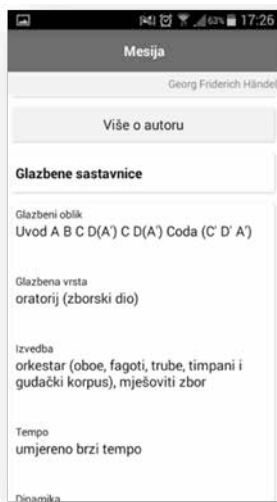 63% 17:26
Mesija
Georg Friderich Händel
Više o autoru
Glazbene sastavnice
Glazbeni oblik
Uvod A B C D(A') C D(A') Coda (C' D' A')
Glazbena vrsta
oratorij (zborski dio)
Izvedba
orkestar (oboe, fagoti, trube, timpani i
gudački korpus), mješoviti zbor
Tempo
umjereno brzi tempo
Dinamika